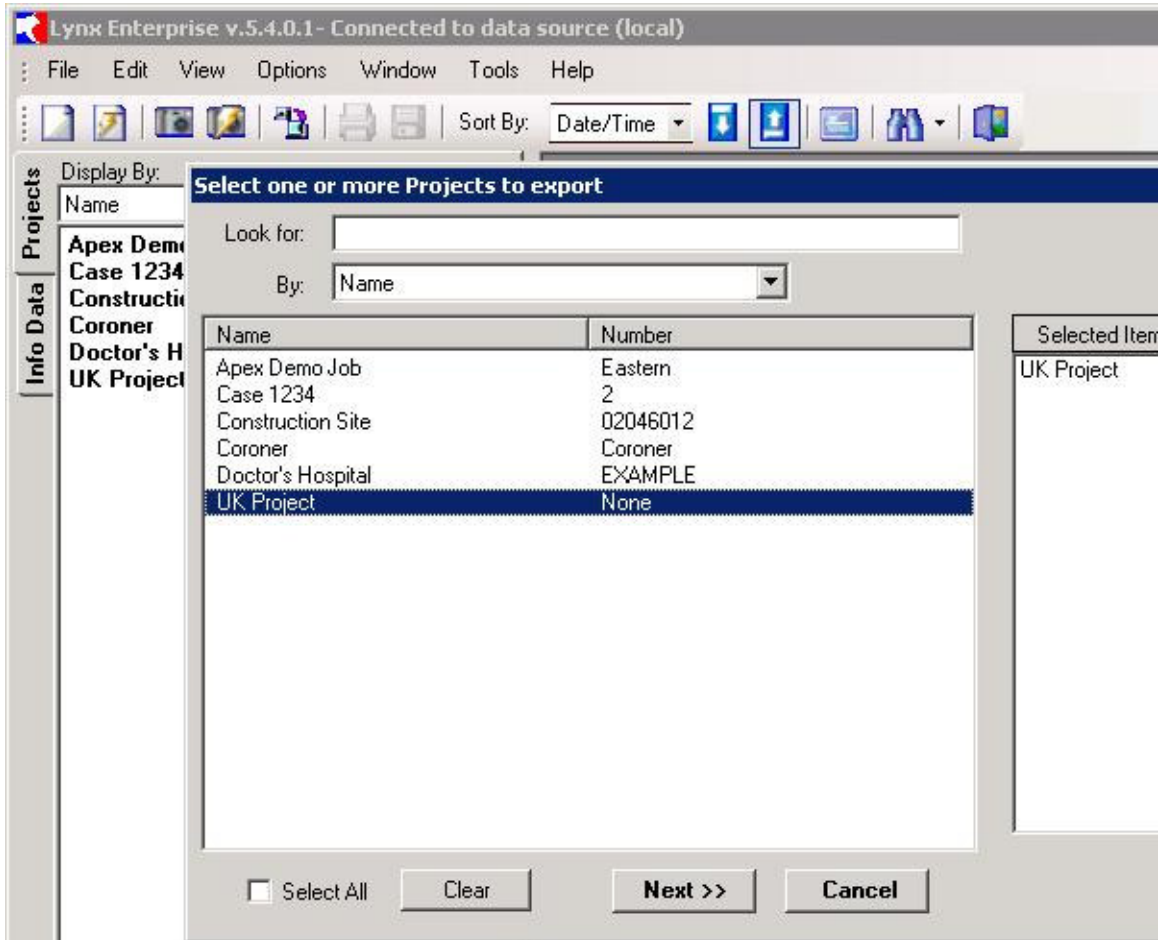 Lynx Enterprise v.5.4.0.1- Connected to data source (local)
File Edit View Options Window Tools Help
Sort By: Date/Time
Projects
Info Data
Display By:
Name
Apex Demo
Case 1234
Constructi
Coroner
Doctor's H
UK Project
Select one or more Projects to export
Look for:
By: Name
Name Number
Apex Demo Job Eastern
Case 1234 2
Construction Site 02046012
Coroner Coroner
Doctor's Hospital EXAMPLE
UK Project None
Selected Item
UK Project
Select All Clear Next >> Cancel